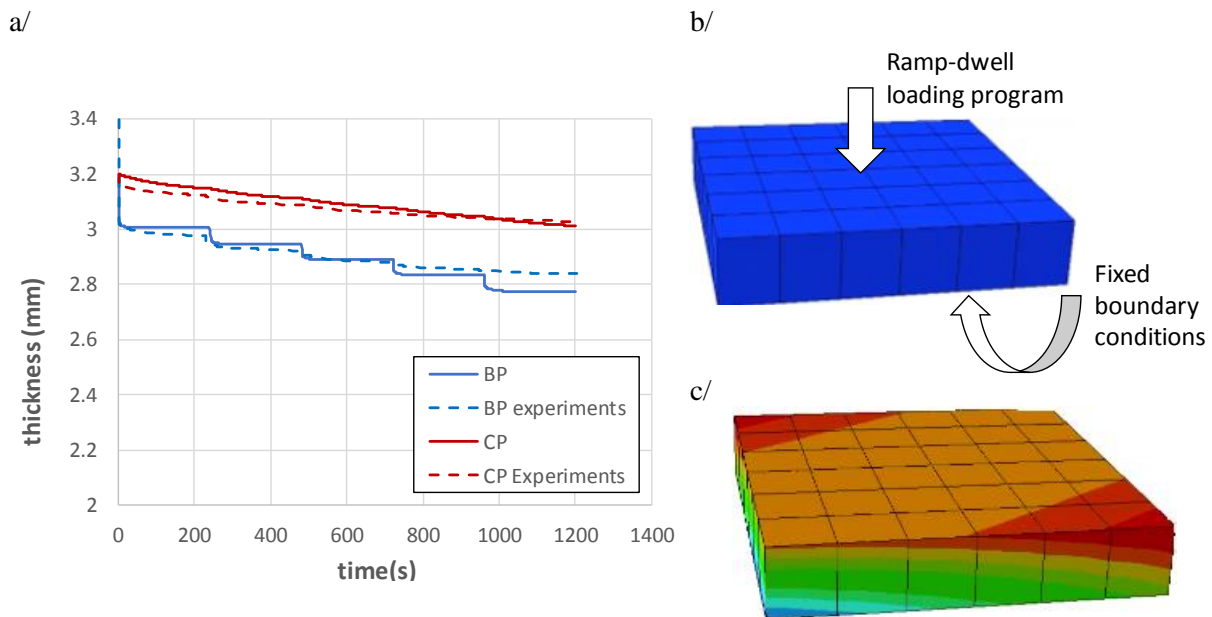 a/
3.4
3.2
3
2.8
2.6
2.4
2.2
2
thickness (mm)
0 200 400 600 800 1000 1200 1400
time(s)
BP
BP experiments
CP
CP Experiments
b/
Ramp-dwell
loading program
Fixed
boundary
conditions
c/